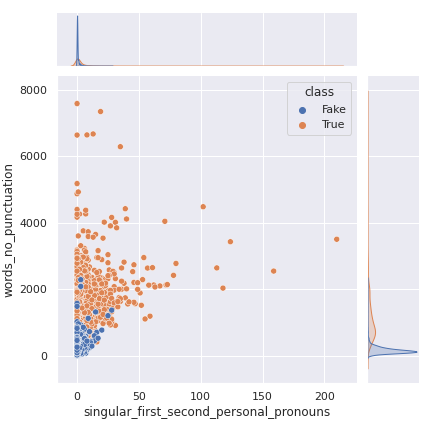 8000
6000
4000
2000
0
words_no_punctuation
class
Fake
True
0
50
100
150
200
singular_first_second_personal_pronouns